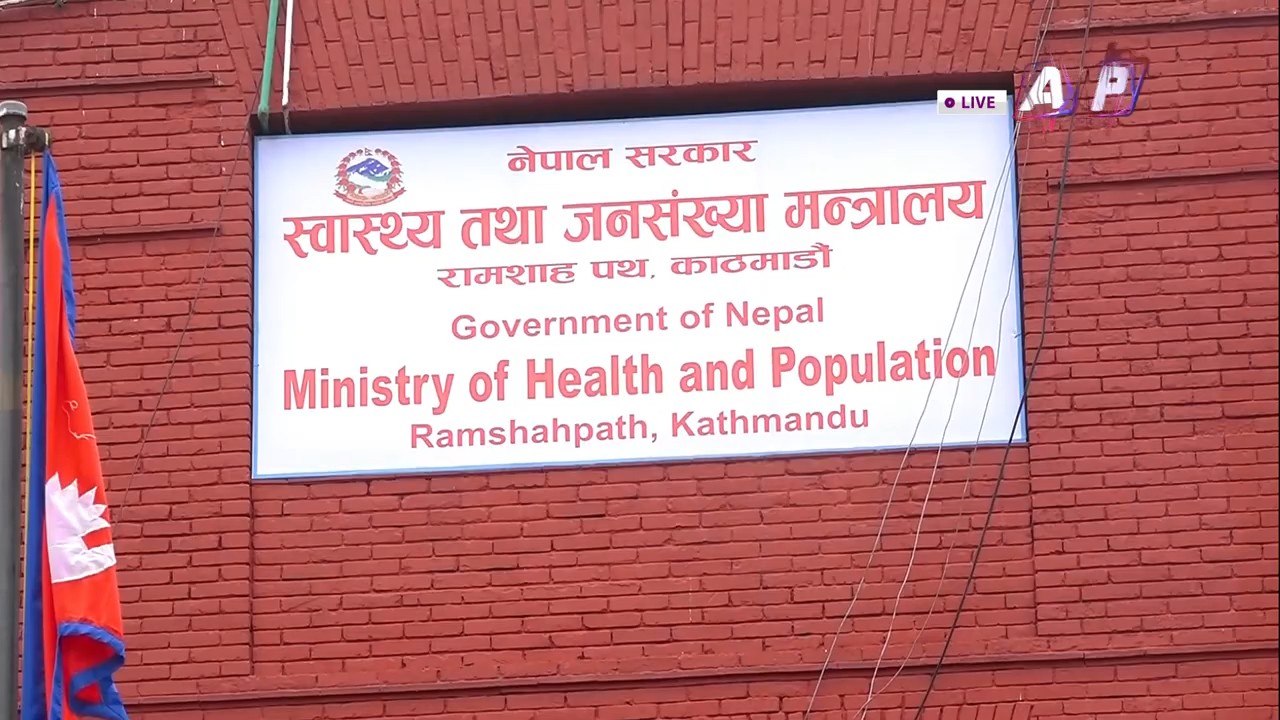 LIVE
AP
नेपाल सरकार
स्वास्थ्य तथा जनसंख्या मन्त्रालय
रामशाह पथ, काठमाडौं
Government of Nepal
Ministry of Health and Population
Ramshahpath, Kathmandu